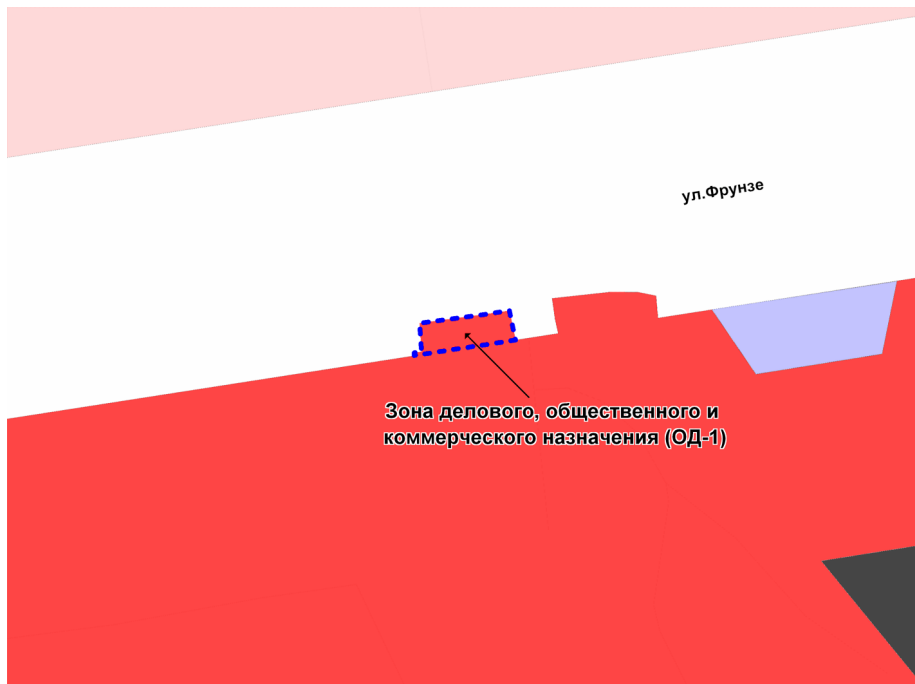 ул.Фрунзе
Зона делового, общественного и
коммерческого назначения (ОД-1)